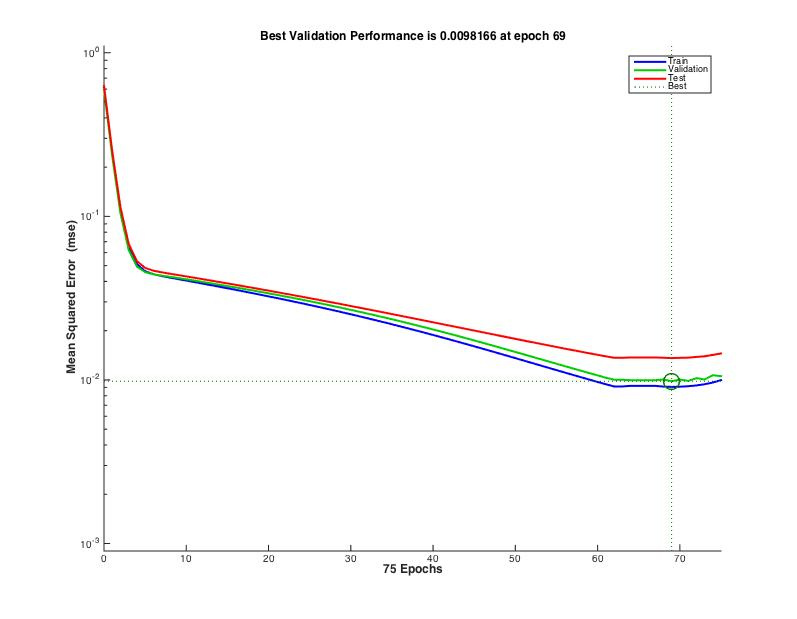 Best Validation Performance is 0.0098166 at epoch 69
Train
Validation
Test
Best
10^0
10^-1
10^-2
10^-3
Mean Squared Error (mse)
0 10 20 30 40 50 60 70
75 Epochs